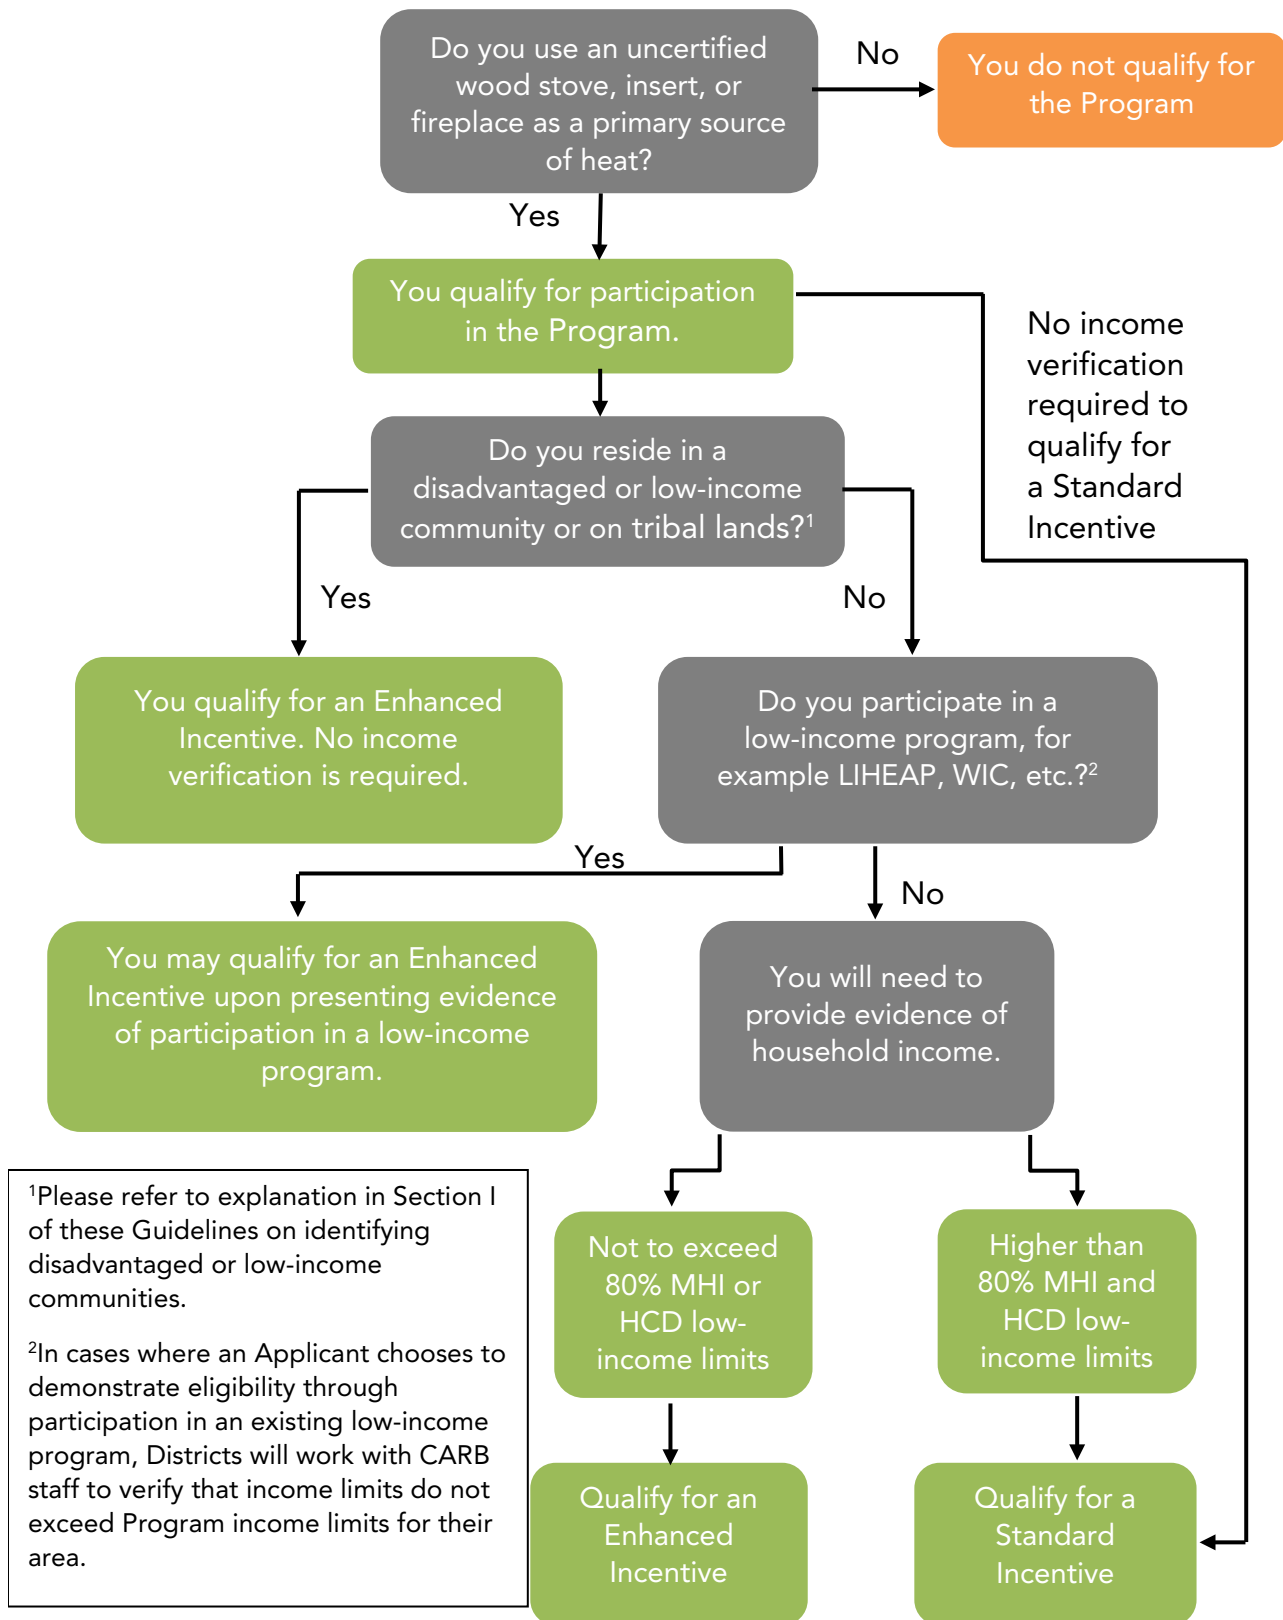 Do you use an uncertified
wood stove, insert, or
fireplace as a primary source
of heat?
No
You do not qualify for
the Program
Yes
You qualify for participation
in the Program.
No income
verification
required to
qualify for
a Standard
Incentive
Do you reside in a
disadvantaged or low-income
community or on tribal lands?1
Yes
No
You qualify for an Enhanced
Incentive. No income
verification is required.
Do you participate in a
low-income program, for
example LIHEAP, WIC, etc.?2
Yes
No
You may qualify for an Enhanced
Incentive upon presenting evidence
of participation in a low-income
program.
You will need to
provide evidence of
household income.
1Please refer to explanation in Section I
of these Guidelines on identifying
disadvantaged or low-income
communities.
2In cases where an Applicant chooses to
demonstrate eligibility through
participation in an existing low-income
program, Districts will work with CARB
staff to verify that income limits do not
exceed Program income limits for their
area.
Not to exceed
80% MHI or
HCD low-
income limits
Higher than
80% MHI and
HCD low-
income limits
Qualify for an
Enhanced
Incentive
Qualify for a
Standard
Incentive